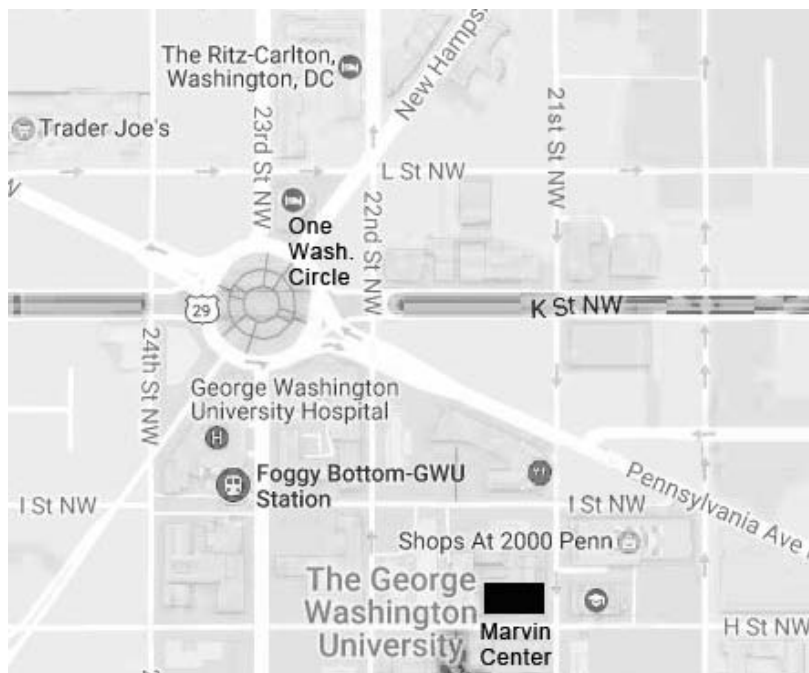 New Hamps
The Ritz-Carlton,
Washington, DC
23rd St NW
21st St NW
Trader Joe's
L St NW
22nd St NW
One
Wash.
Circle
29
K St NW
24th St NW
George Washington
University Hospital
H
Foggy Bottom-GWU
Station
Pennsylvania Ave
I St NW
I St NW
Shops At 2000 Penn
The George
Washington
University
Marvin
Center
H St NW